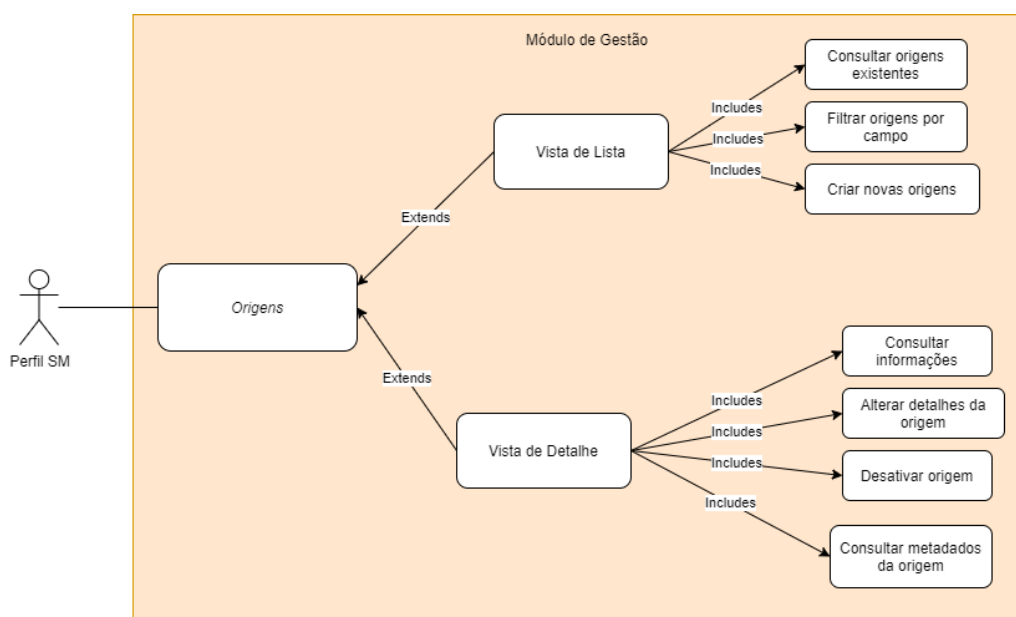 Módulo de Gestão
Consultar origens
existentes
Includes
Filtrar origens por
campo
Includes
Vista de Lista
Includes
Criar novas origens
Extends
Origens
Perfil SM
Extends
Consultar
informações
Includes
Alterar detalhes da
origem
Includes
Vista de Detalhe
Includes
Desativar origem
Includes
Consultar metadados
da origem